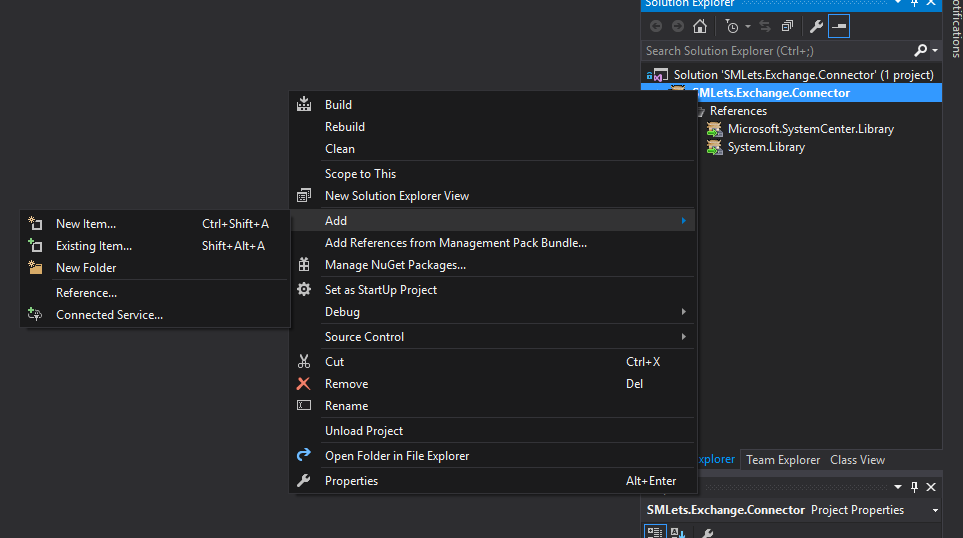 Solution Explorer
Notifications
Search Solution Explorer (Ctrl+;)
Solution 'SMLets.Exchange.Connector' (1 project)
SMLets.Exchange.Connector
References
Microsoft.SystemCenter.Library
System.Library
Build
Rebuild
Clean
Scope to This
New Solution Explorer View
Add
Add References from Management Pack Bundle...
Manage NuGet Packages...
Set as StartUp Project
Debug
Source Control
Cut Ctrl+X
Remove Del
Rename
Unload Project
Open Folder in File Explorer
Properties Alt+Enter
New Item... Ctrl+Shift+A
Existing Item... Shift+Alt+A
New Folder
Reference...
Connected Service...
xplorer Team Explorer Class View
SMLets.Exchange.Connector Project Properties